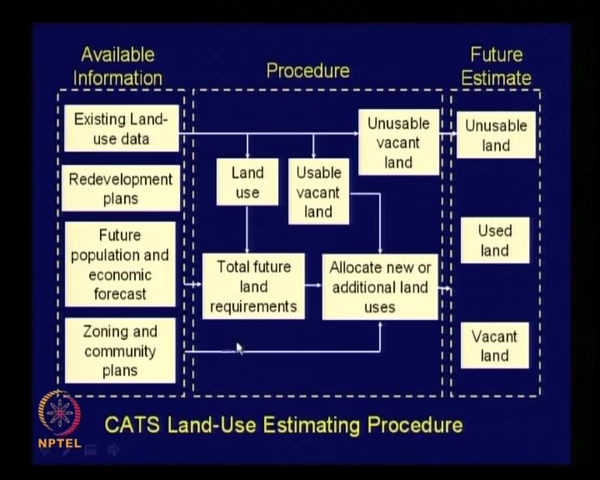 Available
Information
Procedure
Future
Estimate
Existing Land-
use data
Redevelopment
plans
Future
population and
economic
forecast
Zoning and
community
plans
Land
use
Usable
vacant
land
Unusable
vacant
land
Total future
land
requirements
Allocate new or
additional land
uses
Unusable
land
Used
land
Vacant
land
CATS Land-Use Estimating Procedure
NPTEL